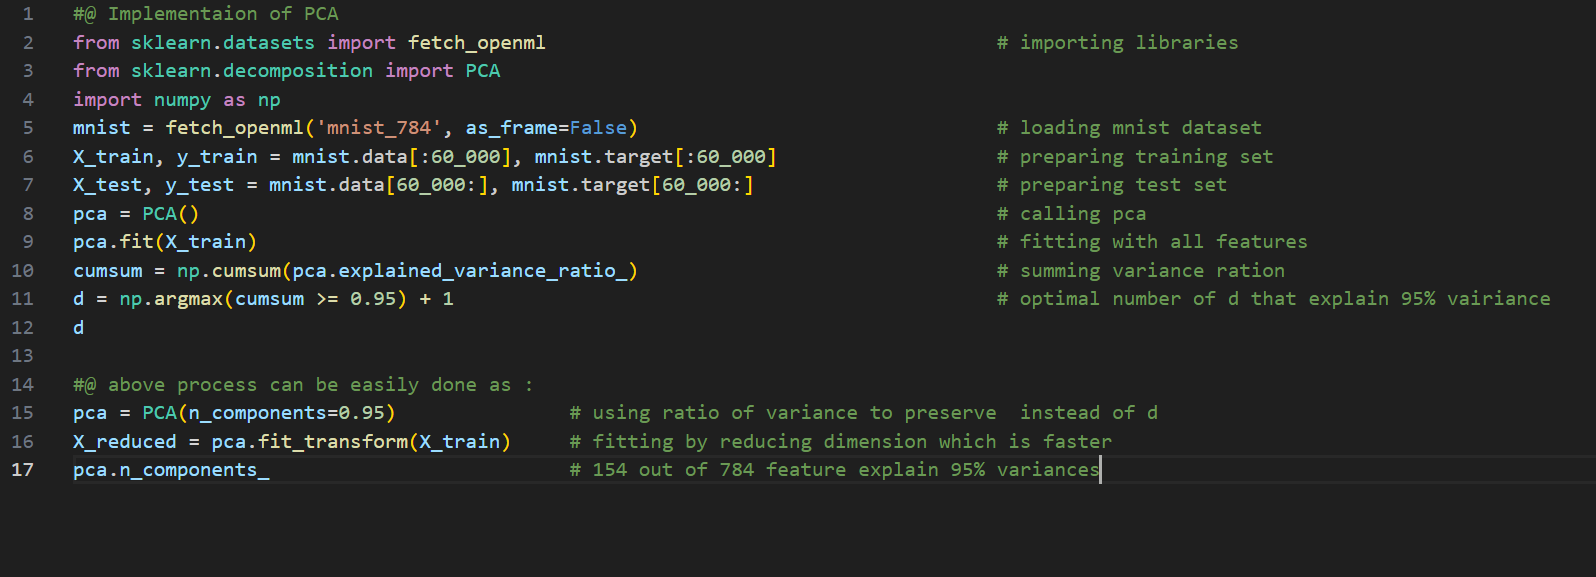 1 #@ Implementaion of PCA
2 from sklearn.datasets import fetch_openml # importing libraries
3 from sklearn.decomposition import PCA
4 import numpy as np
5 mnist = fetch_openml('mnist_784', as_frame=False) # loading mnist dataset
6 X_train, y_train = mnist.data[:60_000], mnist.target[:60_000] # preparing training set
7 X_test, y_test = mnist.data[60_000:], mnist.target[60_000:] # preparing test set
8 pca = PCA() # calling pca
9 pca.fit(X_train) # fitting with all features
10 cumsum = np.cumsum(pca.explained_variance_ratio_) # summing variance ration
11 d = np.argmax(cumsum >= 0.95) + 1 # optimal number of d that explain 95% vairiance
12 d
13
14 #@ above process can be easily done as :
15 pca = PCA(n_components=0.95) # using ratio of variance to preserve  instead of d
16 X_reduced = pca.fit_transform(X_train) # fitting by reducing dimension which is faster
17 pca.n_components_ # 154 out of 784 feature explain 95% variances